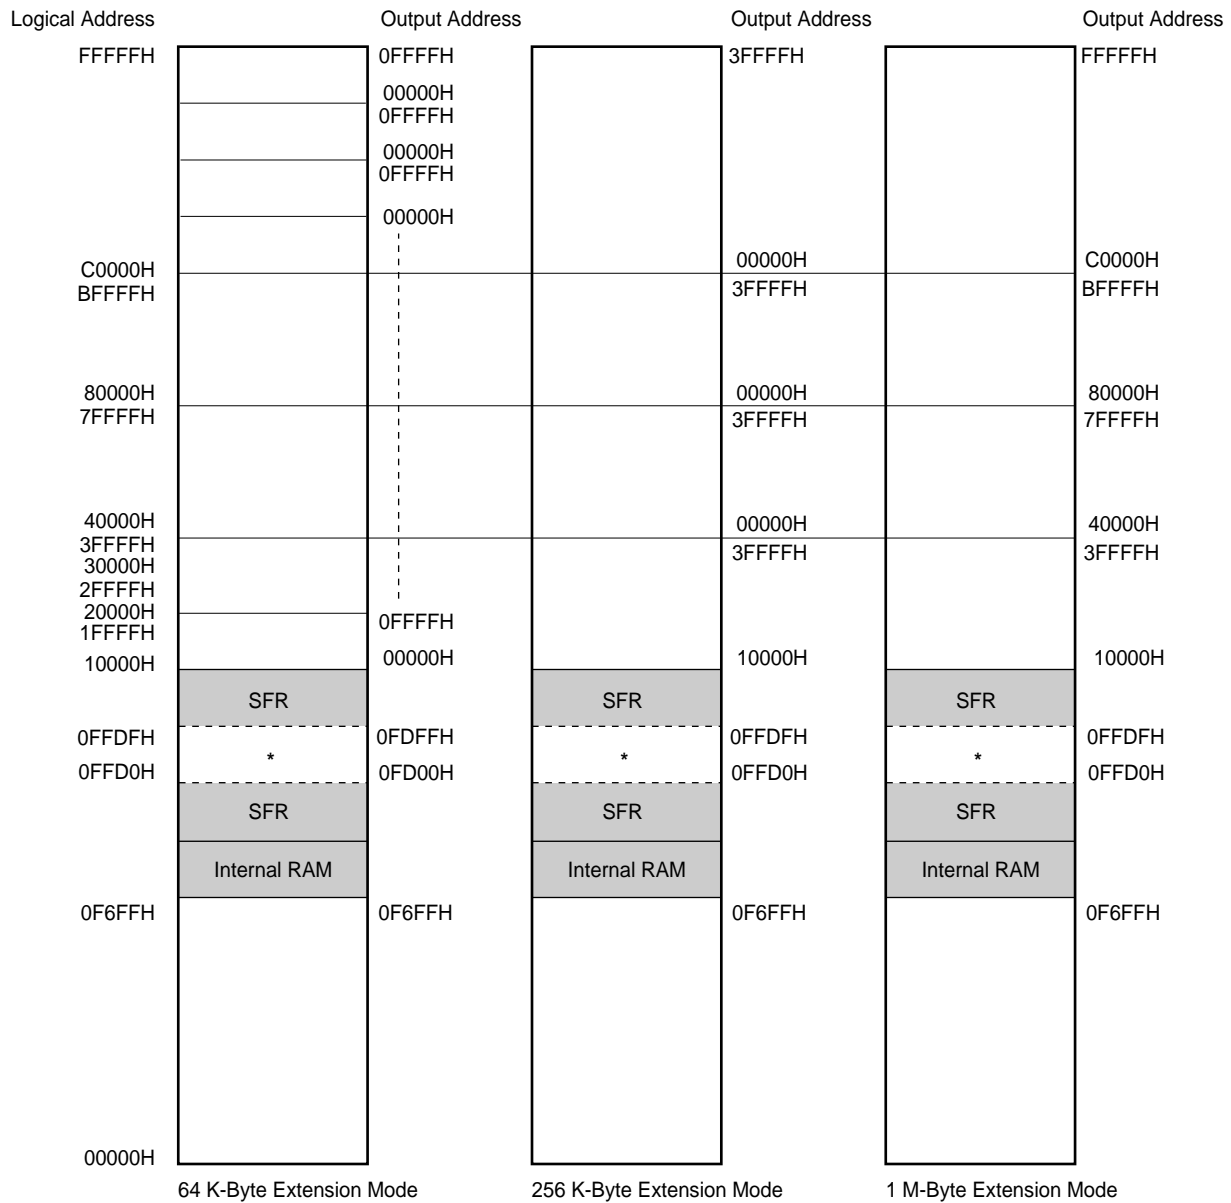 Logical Address Output Address Output Address Output Address
FFFFFH 0FFFFH 3FFFFH FFFFFH
00000H
0FFFFH
00000H
0FFFFH
00000H
C0000H 00000H C0000H
BFFFFH 3FFFFH BFFFFH
80000H 00000H 80000H
7FFFFH 3FFFFH 7FFFFH
40000H 00000H 40000H
3FFFFH 3FFFFH 3FFFFH
30000H
2FFFFH
20000H
1FFFFH 0FFFFH
10000H 00000H 10000H 10000H
SFR SFR SFR
0FFDFH 0FDFFH 0FFDFH 0FFDFH
* * *
0FFD0H 0FD00H 0FFD0H 0FFD0H
SFR SFR SFR
Internal RAM Internal RAM Internal RAM
0F6FFH 0F6FFH 0F6FFH 0F6FFH
00000H
64 K-Byte Extension Mode 256 K-Byte Extension Mode 1 M-Byte Extension Mode